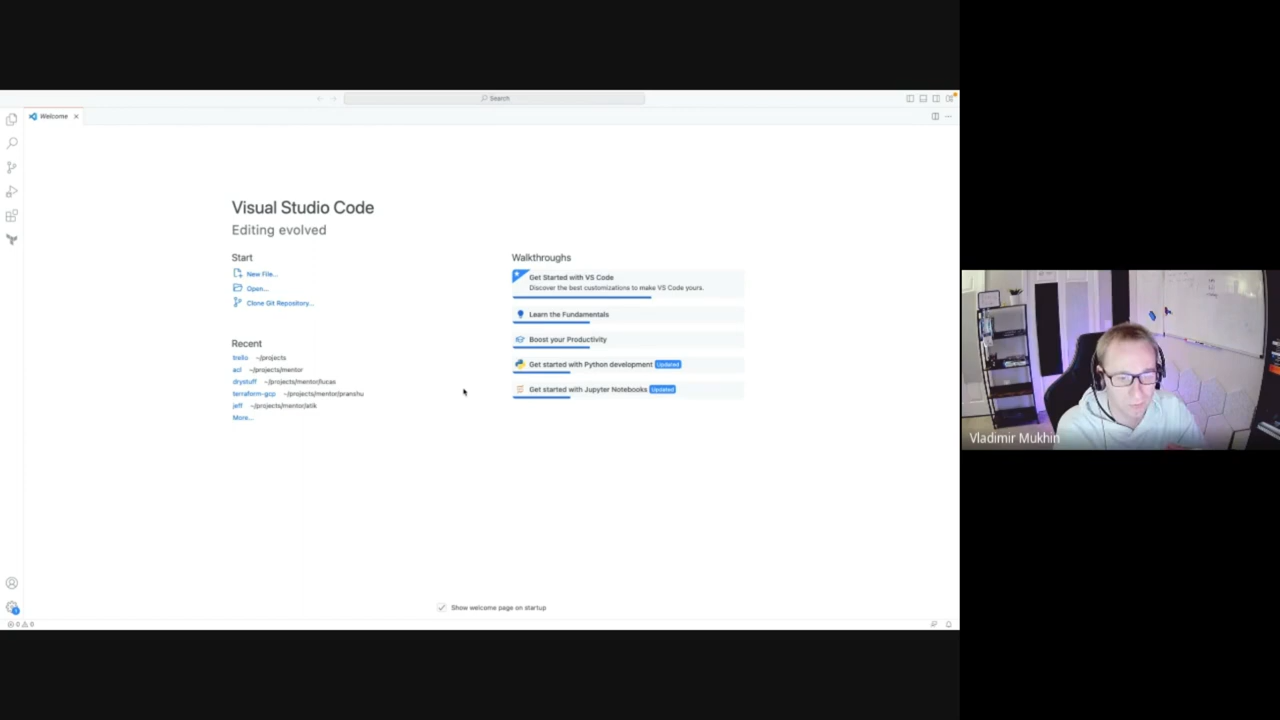 Search
Welcome
Visual Studio Code
Editing evolved
Start
New File...
Open...
Clone Git Repository...
Recent
trello ~/projects
acl ~/projects/mentor
drystuff ~/projects/mentor/lucas
terraform-gcp ~/projects/mentor/pranshu
jeff ~/projects/mentor/atik
More...
Walkthroughs
Get Started with VS Code
Discover the best customizations to make VS Code yours.
Learn the Fundamentals
Boost your Productivity
Get started with Python development Updated
Get started with Jupyter Notebooks Updated
Show welcome page on startup
0 0
Vladimir Mukhin